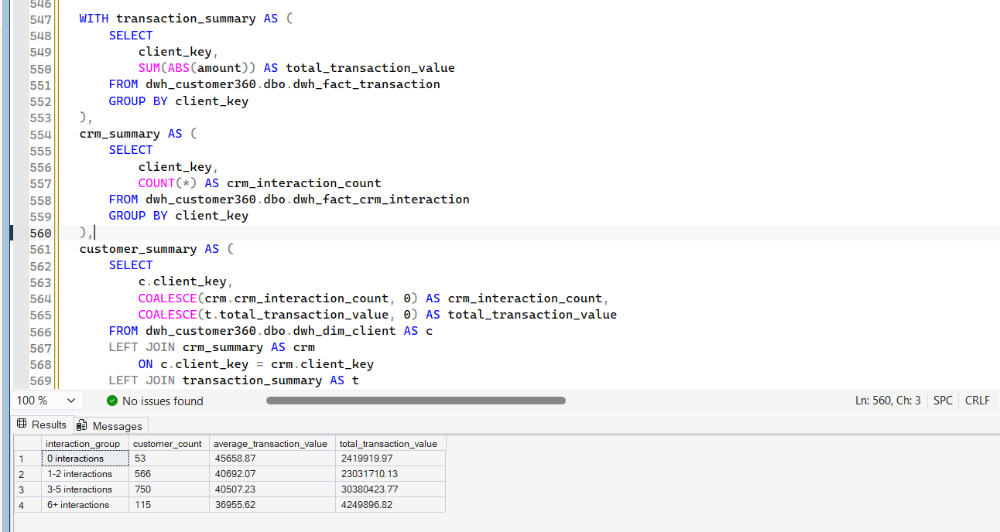 546
547 WITH transaction_summary AS (
548 SELECT
549 client_key,
550 SUM(ABS(amount)) AS total_transaction_value
551 FROM dwh_customer360.dbo.dwh_fact_transaction
552 GROUP BY client_key
553 ),
554 crm_summary AS (
555 SELECT
556 client_key,
557 COUNT(*) AS crm_interaction_count
558 FROM dwh_customer360.dbo.dwh_fact_crm_interaction
559 GROUP BY client_key
560 ),
561 customer_summary AS (
562 SELECT
563 c.client_key,
564 COALESCE(crm.crm_interaction_count, 0) AS crm_interaction_count,
565 COALESCE(t.total_transaction_value, 0) AS total_transaction_value
566 FROM dwh_customer360.dbo.dwh_dim_client AS c
567 LEFT JOIN crm_summary AS crm
568 ON c.client_key = crm.client_key
569 LEFT JOIN transaction_summary AS t
100 % No issues found Ln: 560, Ch: 3 SPC CRLF
Results Messages
interaction_group customer_count average_transaction_value total_transaction_value
1 0 interactions 53 45658.87 2419919.97
2 1-2 interactions 566 40692.07 23031710.13
3 3-5 interactions 750 40507.23 30380423.77
4 6+ interactions 115 36955.62 4249896.82